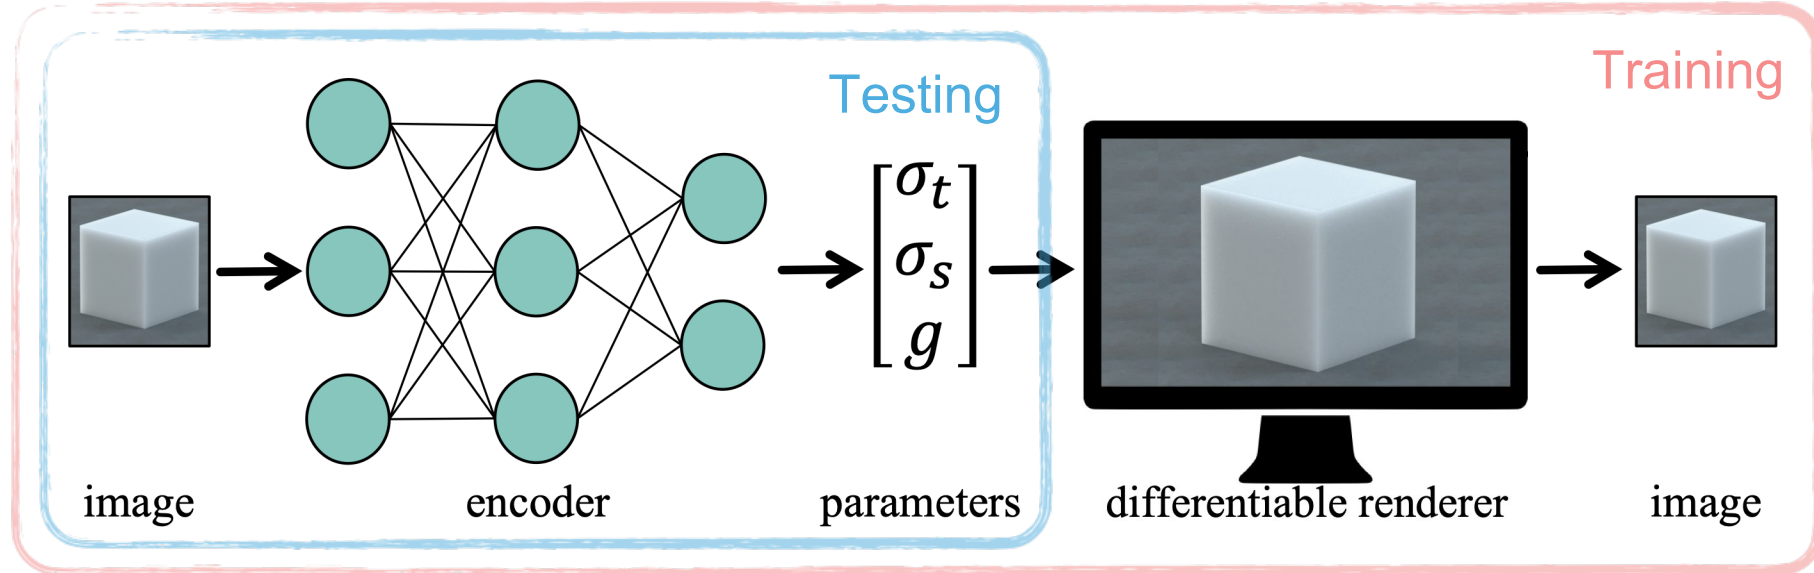 Training
Testing
σt
σs
g
image
encoder
parameters
differentiable renderer
image